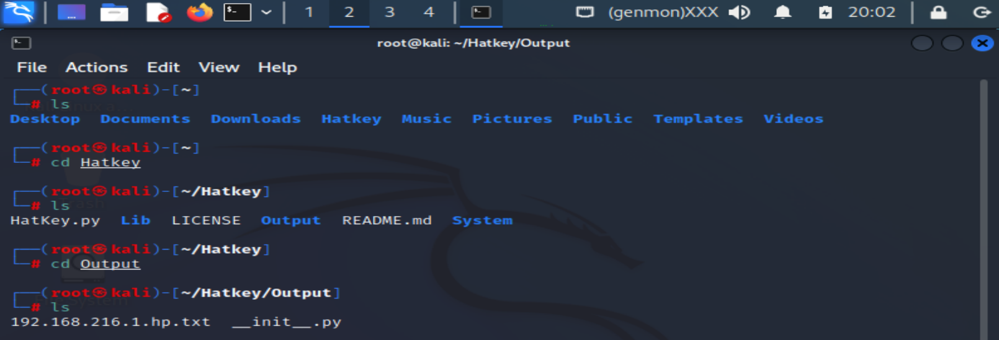 1 2 3 4 (genmon)XXX 20:02
root@kali: ~/Hatkey/Output
File Actions Edit View Help
┌──(root㉿kali)-[~]
└─# ls
Desktop Documents Downloads Hatkey Music Pictures Public Templates Videos
┌──(root㉿kali)-[~]
└─# cd Hatkey
┌──(root㉿kali)-[~/Hatkey]
└─# ls
HatKey.py Lib LICENSE Output README.md System
┌──(root㉿kali)-[~/Hatkey]
└─# cd Output
┌──(root㉿kali)-[~/Hatkey/Output]
└─# ls
192.168.216.1.hp.txt __init__.py